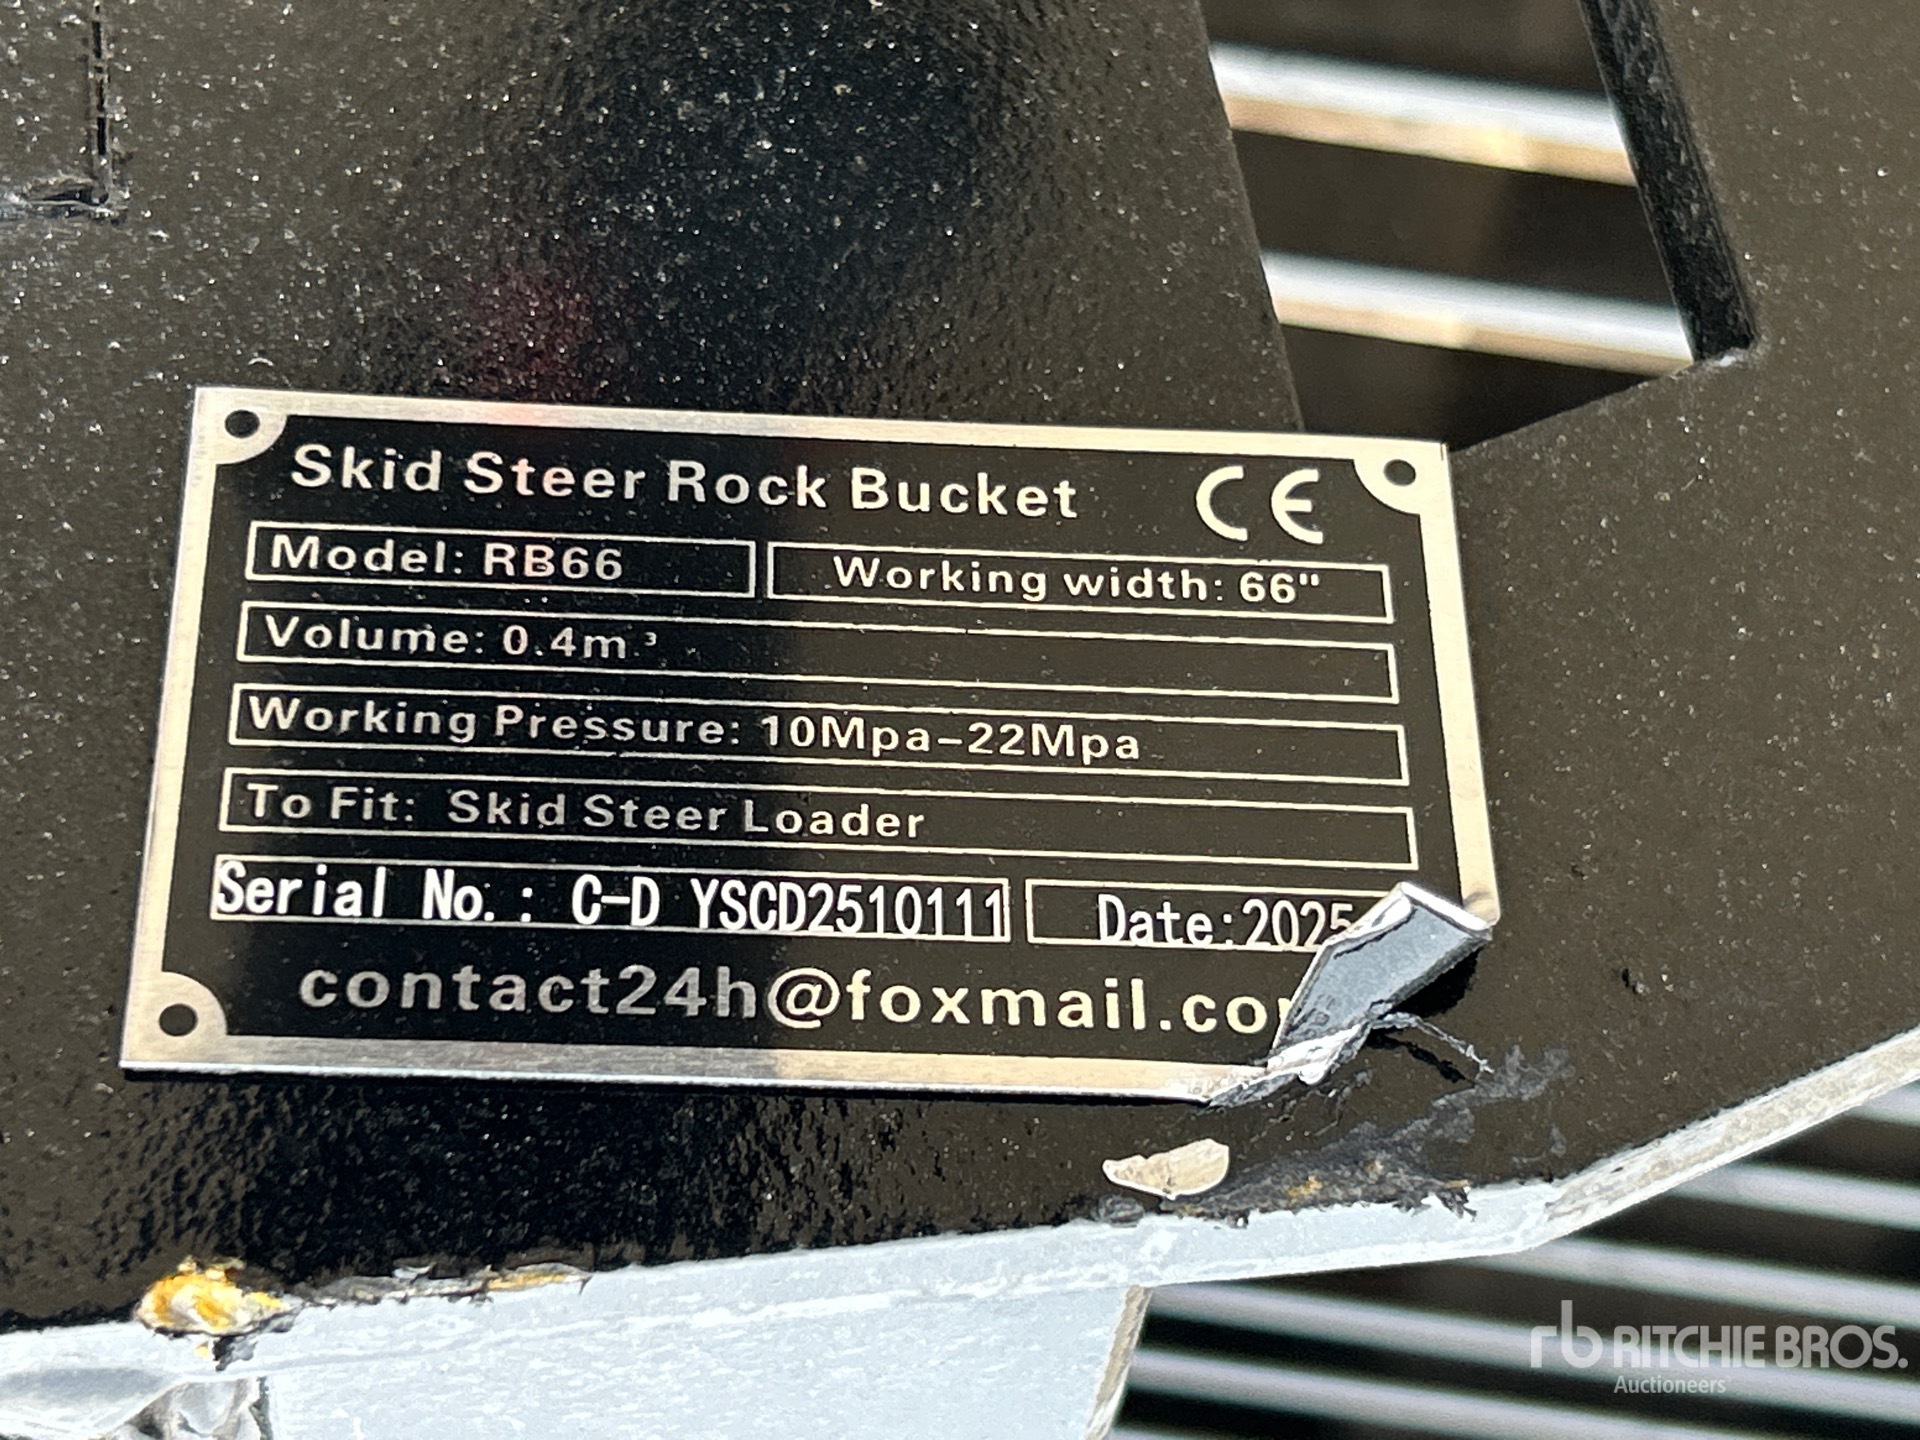 Skid Steer Rock Bucket CE
Model: RB66 Working width: 66"
Volume: 0.4m³
Working Pressure: 10Mpa-22Mpa
To Fit: Skid Steer Loader
Serial No.: C-D YSCD2510111 Date:2025
contact24h@foxmail.co
rb RITCHIE BROS.
Auctioneers